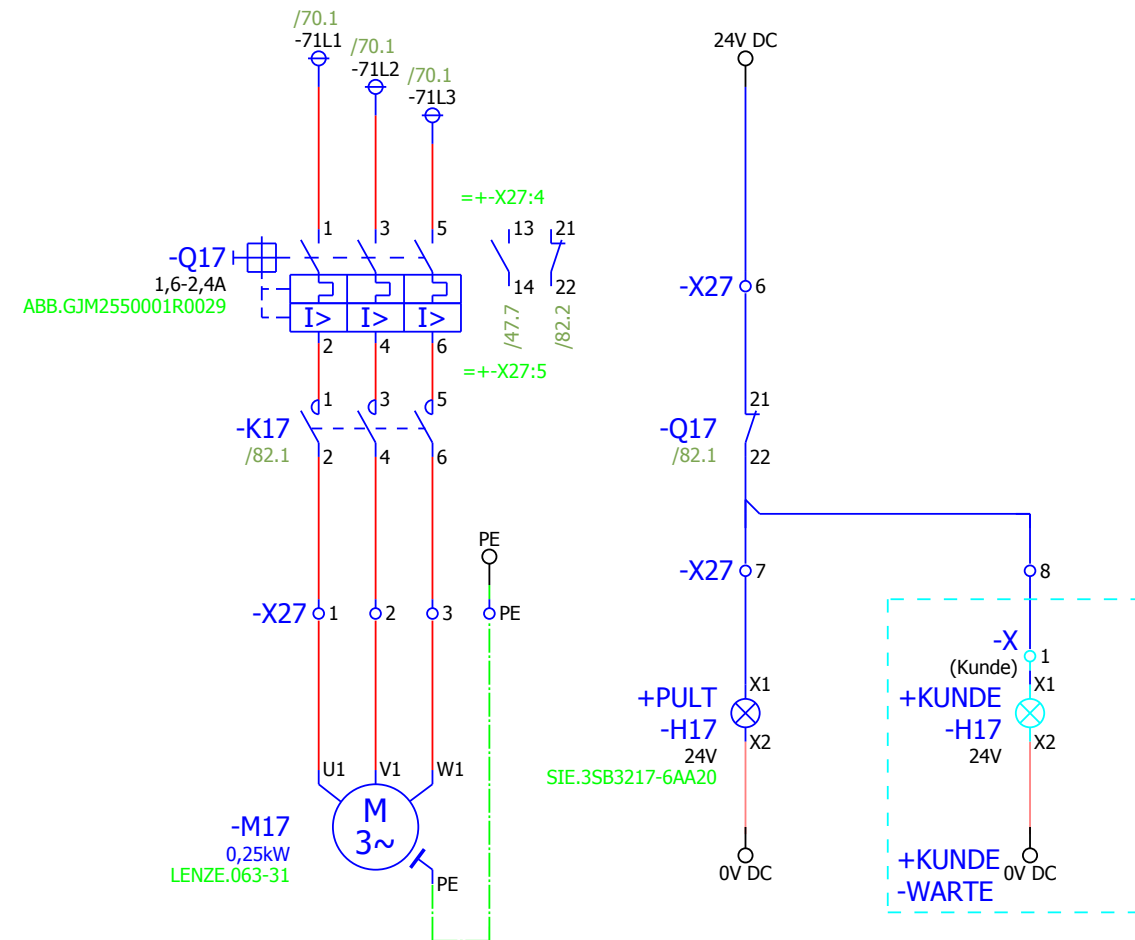 /70.1
-71L1
/70.1
-71L2
/70.1
-71L3
24V DC
=+-X27:4
1 3 5 13 21
-Q17
1,6-2,4A
ABB.GJM2550001R0029
I> I> I>
14 22
/47.7 /82.2
2 4 6
=+-X27:5
-X27 6
1 3 5
-K17
/82.1
2 4 6
21
-Q17
/82.1
22
PE
-X27 1 2 3 PE
-X27 7
8
-X
(Kunde) 1
X1
+PULT
-H17
24V
X2
SIE.3SB3217-6AA20
X1
+KUNDE
-H17
24V
X2
U1 V1 W1
M
3~
-M17
0,25kW
LENZE.063-31
PE
0V DC
0V DC
+KUNDE
-WARTE